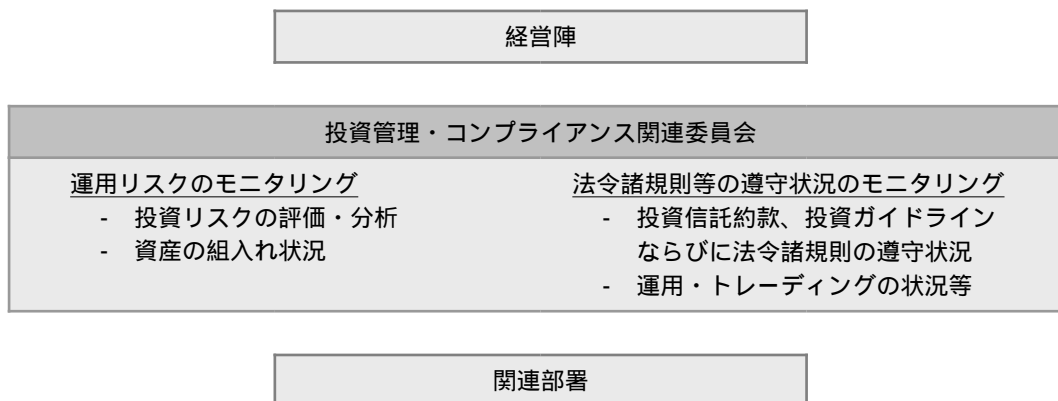 経営陣
投資管理・コンプライアンス関連委員会
運用リスクのモニタリング
- 投資リスクの評価・分析
- 資産の組入れ状況
法令諸規則等の遵守状況のモニタリング
- 投資信託約款、投資ガイドライン
ならびに法令諸規則の遵守状況
- 運用・トレーディングの状況等
関連部署